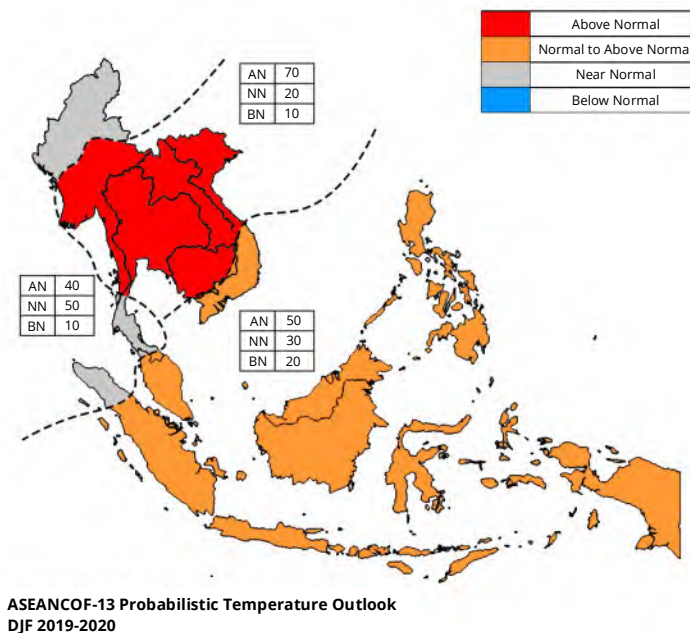 Above Normal
Normal to Above Norma
Near Normal
Below Normal
AN 70
NN 20
BN 10
AN 40
NN 50
BN 10
AN 50
NN 30
BN 20
ASEANCOF-13 Probabilistic Temperature Outlook
DJF 2019-2020